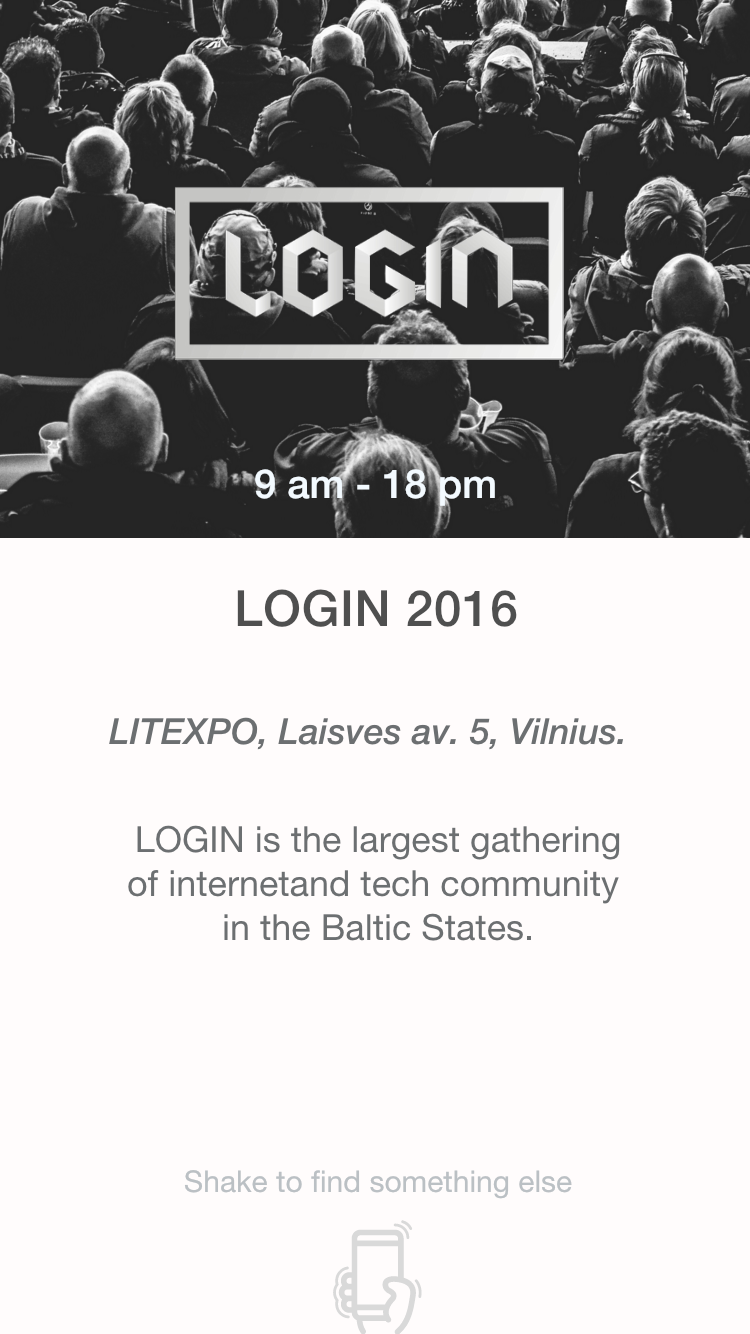 LOGIN
9 am - 18 pm
LOGIN 2016
LITEXPO, Laisves av. 5, Vilnius.
LOGIN is the largest gathering
of internetand tech community
in the Baltic States.
Shake to find something else